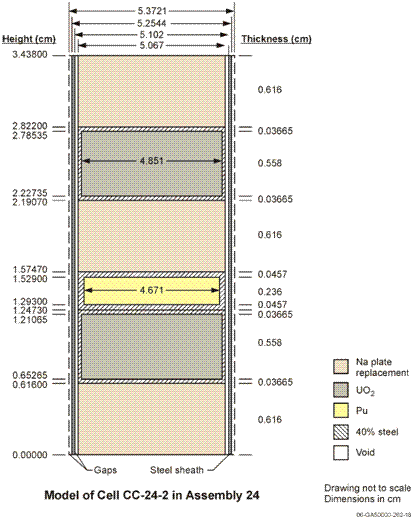 5.3721
5.2544
5.102
5.067
Height (cm)
Thickness (cm)
3.43800
0.616
2.82200
0.03665
2.78535
4.851
0.558
2.22735
0.03665
2.19070
0.616
1.57470
0.0457
1.52900
4.671
0.236
1.29300
0.0457
1.24730
0.03665
1.21065
0.558
0.65265
0.03665
0.61600
0.616
0.00000
Gaps
Steel sheath
Na plate
replacement
UO2
Pu
40% steel
Void
Model of Cell CC-24-2 in Assembly 24
Drawing not to scale
Dimensions in cm